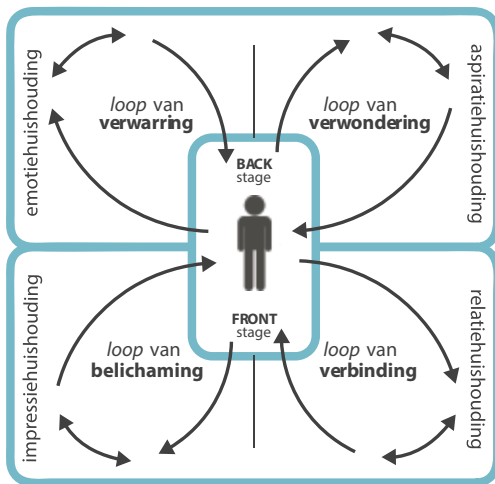 emotiehuishouding
loop van
verwarring
loop van
verwondering
aspiratiehuishouding
BACK
stage
FRONT
stage
impressiehuishouding
loop van
belichaming
loop van
verbinding
relatiehuishouding